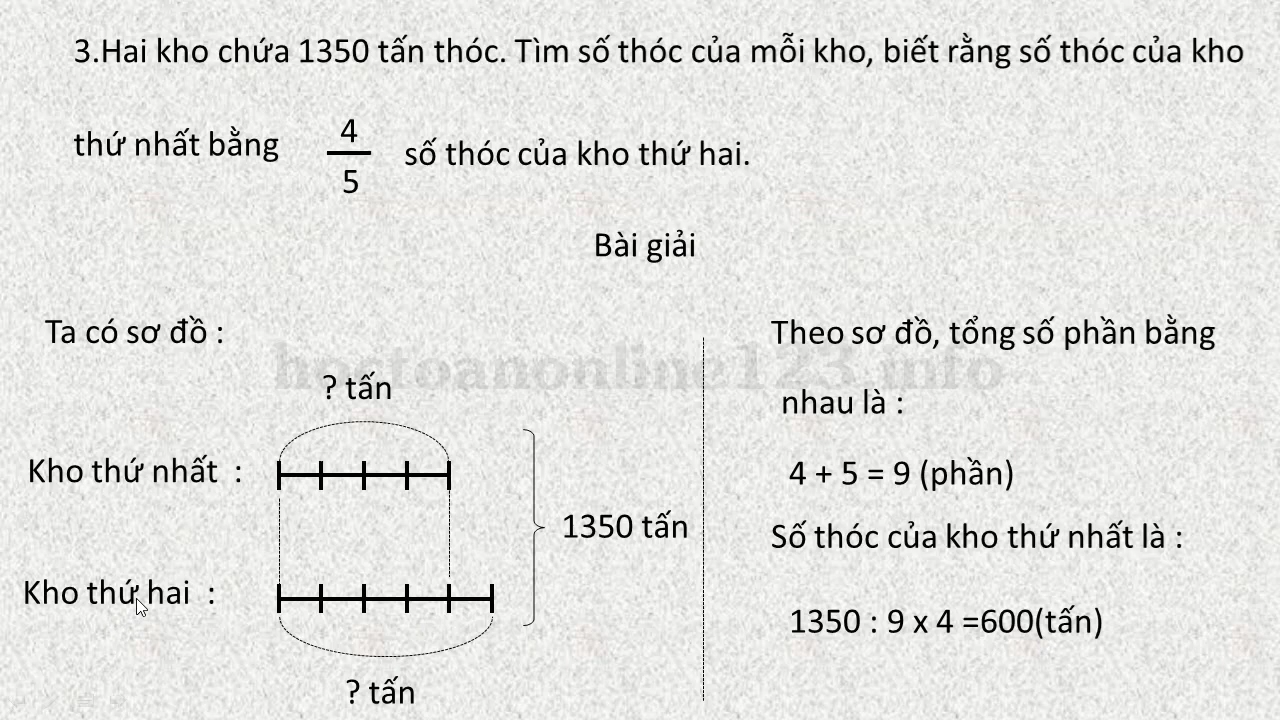 3.Hai kho chứa 1350 tấn thóc. Tìm số thóc của mỗi kho, biết rằng số thóc của kho
thứ nhất bằng 4/5 số thóc của kho thứ hai.
Bài giải
Ta có sơ đồ :
hoctoanonline123.info
? tấn
Kho thứ nhất :
1350 tấn
Kho thứ hai :
? tấn
Theo sơ đồ, tổng số phần bằng
nhau là :
4 + 5 = 9 (phần)
Số thóc của kho thứ nhất là :
1350 : 9 x 4 =600(tấn)